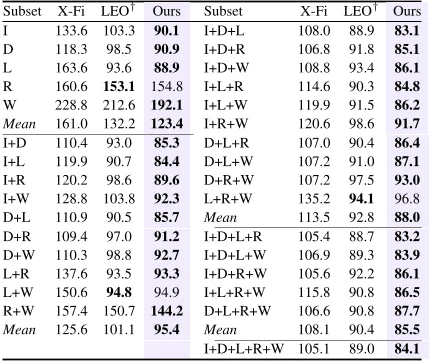 Subset X-Fi LEO† Ours
I 133.6 103.3 90.1
D 118.3 98.5 90.9
L 163.6 93.6 88.9
R 160.6 153.1 154.8
W 228.8 212.6 192.1
Mean 161.0 132.2 123.4
I+D 110.4 93.0 85.3
I+L 119.9 90.7 84.4
I+R 120.2 98.6 89.6
I+W 128.8 103.8 92.3
D+L 110.9 90.5 85.7
D+R 109.4 97.0 91.2
D+W 110.3 98.8 92.7
L+R 137.6 93.5 93.3
L+W 150.6 94.8 94.9
R+W 157.4 150.7 144.2
Mean 125.6 101.1 95.4
Subset X-Fi LEO† Ours
I+D+L 108.0 88.9 83.1
I+D+R 106.8 91.8 85.1
I+D+W 108.8 93.4 86.1
I+L+R 114.6 90.3 84.8
I+L+W 119.9 91.5 86.2
I+R+W 120.6 98.6 91.7
D+L+R 107.0 90.4 86.4
D+L+W 107.2 91.0 87.1
D+R+W 107.2 97.5 93.0
L+R+W 135.2 94.1 96.8
Mean 113.5 92.8 88.0
I+D+L+R 105.4 88.7 83.2
I+D+L+W 106.9 89.3 83.9
I+D+R+W 105.6 92.2 86.1
I+L+R+W 115.8 90.8 86.5
D+L+R+W 106.6 90.8 87.7
Mean 108.1 90.4 85.5
I+D+L+R+W 105.1 89.0 84.1